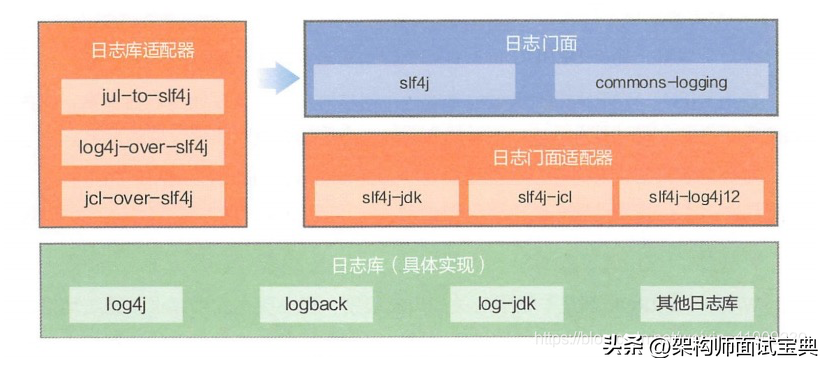 日志库适配器
jul-to-slf4j
log4j-over-slf4j
jcl-over-slf4j
日志门面
slf4j
commons-logging
日志门面适配器
slf4j-jdk
slf4j-jcl
slf4j-log4j12
日志库（具体实现）
log4j
logback
log-jdk
其他日志库
头条 @架构师面试宝典